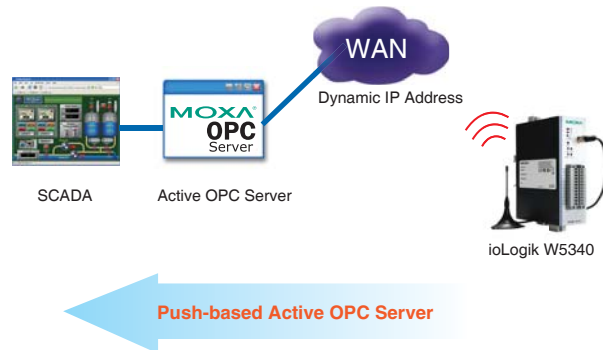 WAN
Dynamic IP Address
MOXA®
OPC
Server
SCADA
Active OPC Server
ioLogik W5340
Push-based Active OPC Server